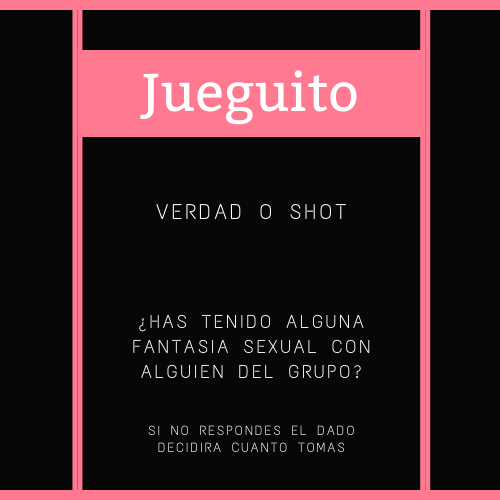 Jueguito
VERDAD O SHOT
¿HAS TENIDO ALGUNA
FANTASIA SEXUAL CON
ALGUIEN DEL GRUPO?
SI NO RESPONDES EL DADO
DECIDIRA CUANTO TOMAS